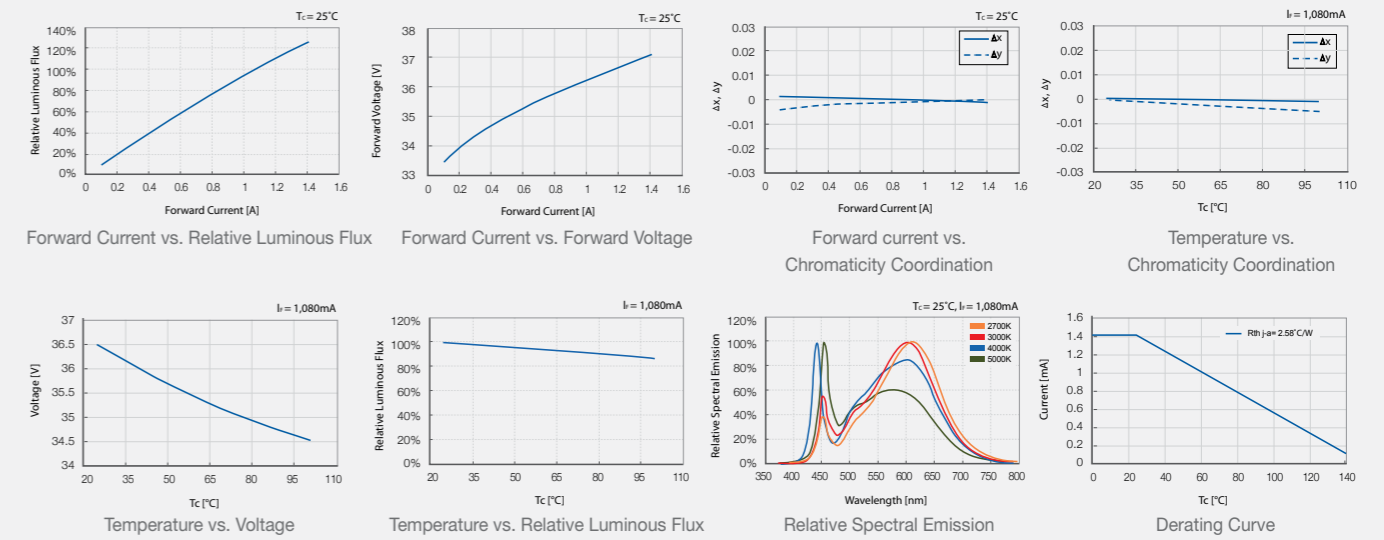 Tc = 25˚C
140%
120%
100%
80%
60%
40%
20%
0%
Relative Luminous Flux
0 0.2 0.4 0.6 0.8 1 1.2 1.4 1.6
Forward Current [A]
Forward Current vs. Relative Luminous Flux
Tc = 25˚C
38
37
36
35
34
33
Forward Voltage [V]
0 0.2 0.4 0.6 0.8 1 1.2 1.4 1.6
Forward Current [A]
Forward Current vs. Forward Voltage
Tc = 25˚C
Δx
Δy
0.03
0.02
0.01
0
-0.01
-0.02
-0.03
Δx, Δy
0 0.2 0.4 0.6 0.8 1 1.2 1.4 1.6
Forward Current [A]
Forward current vs.
Chromaticity Coordination
IF = 1,080mA
Δx
Δy
0.03
0.02
0.01
0
-0.01
-0.02
-0.03
Δx, Δy
20 35 50 65 80 95 110
Tc [˚C]
Temperature vs.
Chromaticity Coordination
IF = 1,080mA
37
36.5
36
35.5
35
34.5
34
Voltage [V]
20 35 50 65 80 95 110
Tc [˚C]
Temperature vs. Voltage
IF = 1,080mA
120%
100%
80%
60%
40%
20%
0%
Relative Luminous Flux
20 35 50 65 80 95 110
Tc [˚C]
Temperature vs. Relative Luminous Flux
Tc = 25˚C, IF = 1,080mA
2700K
3000K
4000K
5000K
120%
100%
80%
60%
40%
20%
0%
Relative Spectral Emission
350 400 450 500 550 600 650 700 750 800
Wavelength [nm]
Relative Spectral Emission
Rth j-a= 2.58˚C/W
1.6
1.4
1.2
1
0.8
0.6
0.4
0.2
0
Current [mA]
0 20 40 60 80 100 120 140
Tc [˚C]
Derating Curve